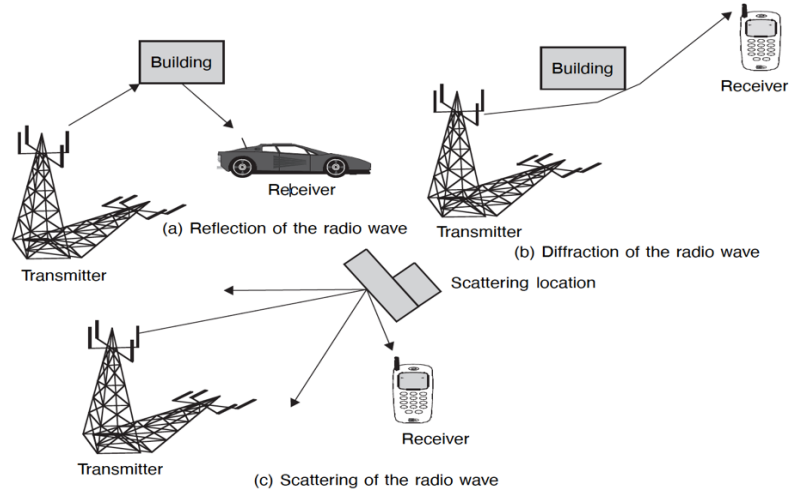 Building
Receiver
Transmitter
(a) Reflection of the radio wave
Building
Receiver
Transmitter
(b) Diffraction of the radio wave
Scattering location
Transmitter
Receiver
(c) Scattering of the radio wave